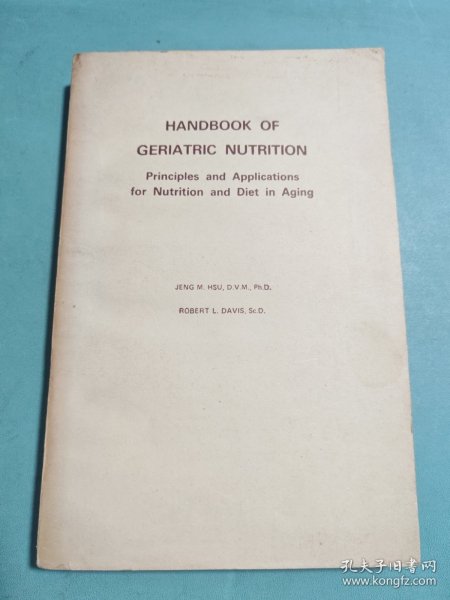 HANDBOOK OF
GERIATRIC NUTRITION
Principles and Applications
for Nutrition and Diet in Aging
JENG M. HSU, D.V.M., Ph.D.
ROBERT L. DAVIS, Sc.D.
孔夫子旧书网
www.kongfz.com